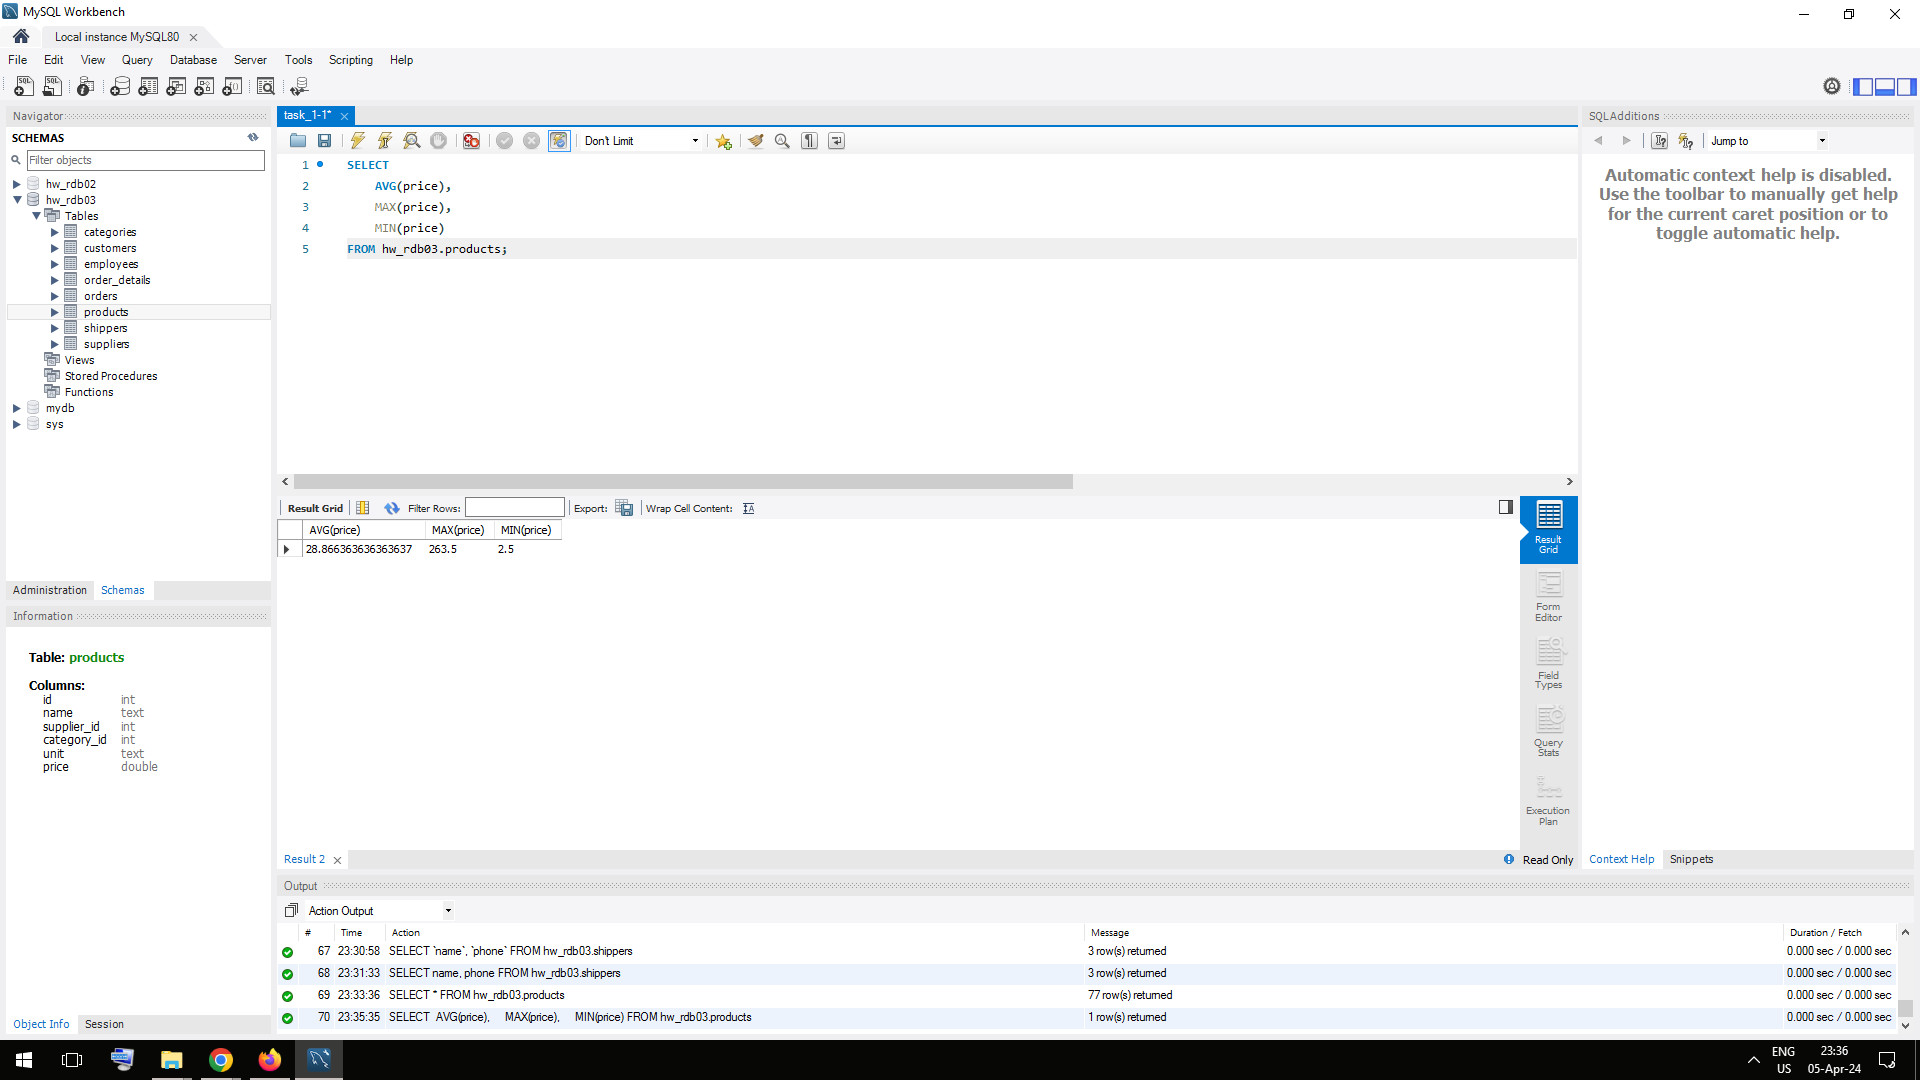 MySQL Workbench
Local instance MySQL80
File Edit View Query Database Server Tools Scripting Help
Navigator
SCHEMAS
Filter objects
hw_rdb02
hw_rdb03
Tables
categories
customers
employees
order_details
orders
products
shippers
suppliers
Views
Stored Procedures
Functions
mydb
sys
Administration Schemas
Information
Table: products
Columns:
id int
name text
supplier_id int
category_id int
unit text
price double
Object Info Session
task_1-1*
Don't Limit
1 SELECT
2 AVG(price),
3 MAX(price),
4 MIN(price)
5 FROM hw_rdb03.products;
Result Grid Filter Rows: Export: Wrap Cell Content:
AVG(price) MAX(price) MIN(price)
28.866363636363637 263.5 2.5
Result
Grid
Form
Editor
Field
Types
Query
Stats
Execution
Plan
Result 2
Read Only
SQLAdditions
Jump to
Automatic context help is disabled.
Use the toolbar to manually get help
for the current caret position or to
toggle automatic help.
Context Help Snippets
Output
Action Output
# Time Action Message Duration / Fetch
67 23:30:58 SELECT `name`, `phone` FROM hw_rdb03.shippers 3 row(s) returned 0.000 sec / 0.000 sec
68 23:31:33 SELECT name, phone FROM hw_rdb03.shippers 3 row(s) returned 0.000 sec / 0.000 sec
69 23:33:36 SELECT * FROM hw_rdb03.products 77 row(s) returned 0.000 sec / 0.000 sec
70 23:35:35 SELECT AVG(price), MAX(price), MIN(price) FROM hw_rdb03.products 1 row(s) returned 0.000 sec / 0.000 sec
ENG
US
23:36
05-Apr-24